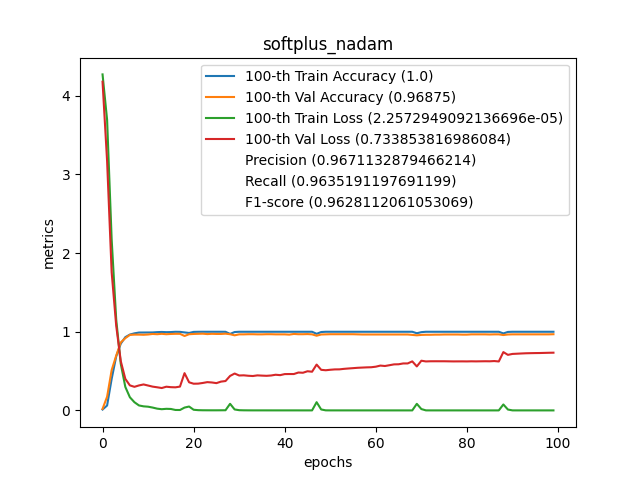 softplus_nadam
100-th Train Accuracy (1.0)
100-th Val Accuracy (0.96875)
100-th Train Loss (2.2572949092136696e-05)
100-th Val Loss (0.733853816986084)
Precision (0.9671132879466214)
Recall (0.9635191197691199)
F1-score (0.9628112061053069)
metrics
4
3
2
1
0
0 20 40 60 80 100
epochs